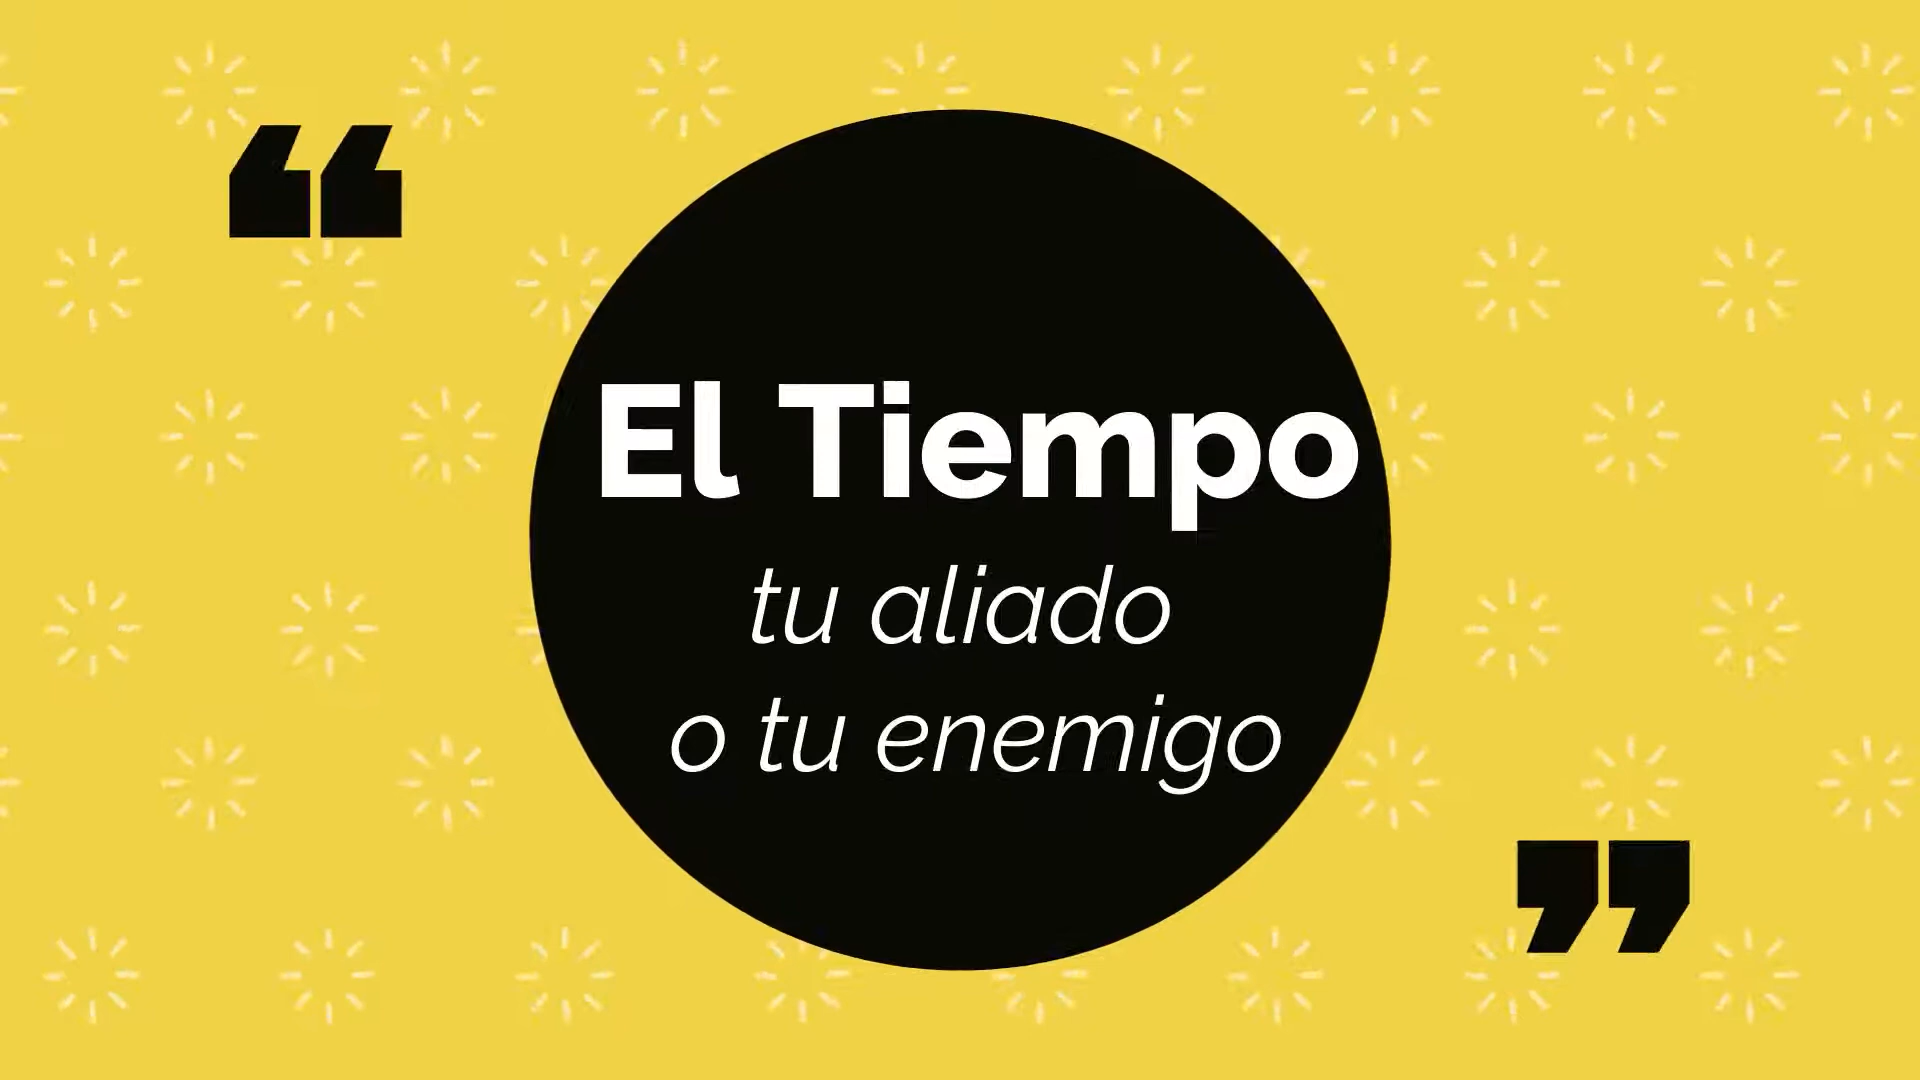 “
El Tiempo
tu aliado
o tu enemigo
”